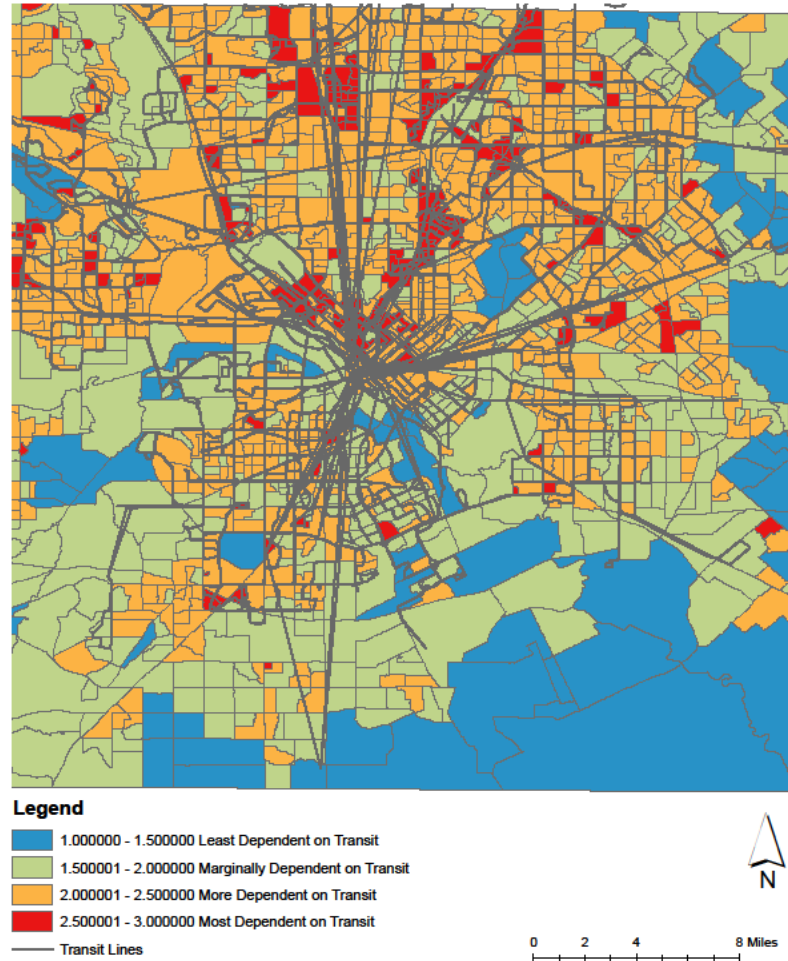 Legend
1.000000 - 1.500000 Least Dependent on Transit
1.500001 - 2.000000 Marginally Dependent on Transit
2.000001 - 2.500000 More Dependent on Transit
2.500001 - 3.000000 Most Dependent on Transit
Transit Lines
N
0 2 4 8 Miles